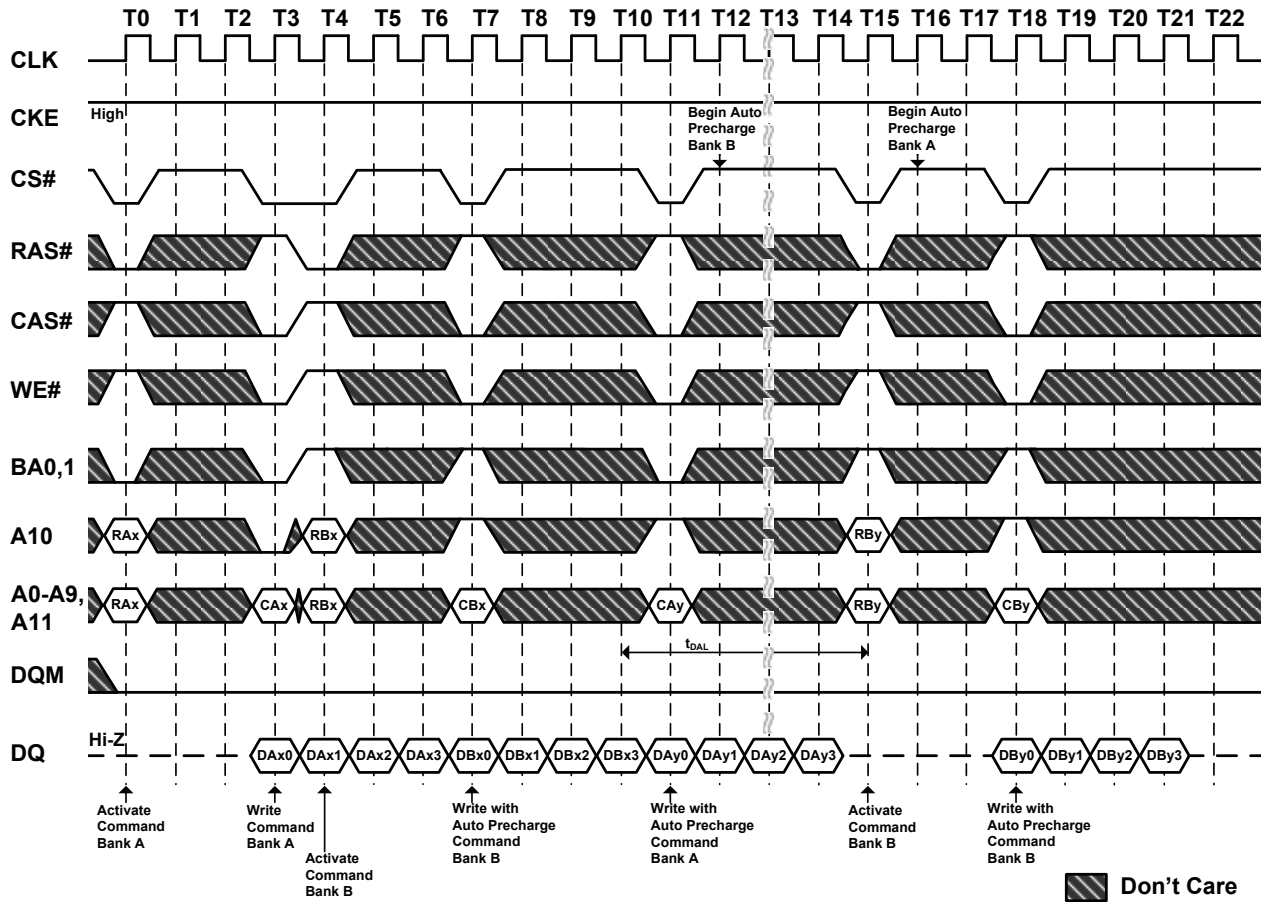 T0 T1 T2 T3 T4 T5 T6 T7 T8 T9 T10 T11 T12 T13 T14 T15 T16 T17 T18 T19 T20 T21 T22
CLK
CKE
High
Begin Auto
Precharge
Bank B
Begin Auto
Precharge
Bank A
CS#
RAS#
CAS#
WE#
BA0,1
A10
RAx RBx RBy
A0-A9,
A11
RAx CAx RBx CBx CAy RBy CBy
tDAL
DQM
DQ
Hi-Z
DAx0 DAx1 DAx2 DAx3 DBx0 DBx1 DBx2 DBx3 DAy0 DAy1 DAy2 DAy3 DBy0 DBy1 DBy2 DBy3
Activate
Command
Bank A
Write
Command
Bank A
Activate
Command
Bank B
Write with
Auto Precharge
Command
Bank B
Write with
Auto Precharge
Command
Bank A
Activate
Command
Bank B
Write with
Auto Precharge
Command
Bank B
Don't Care